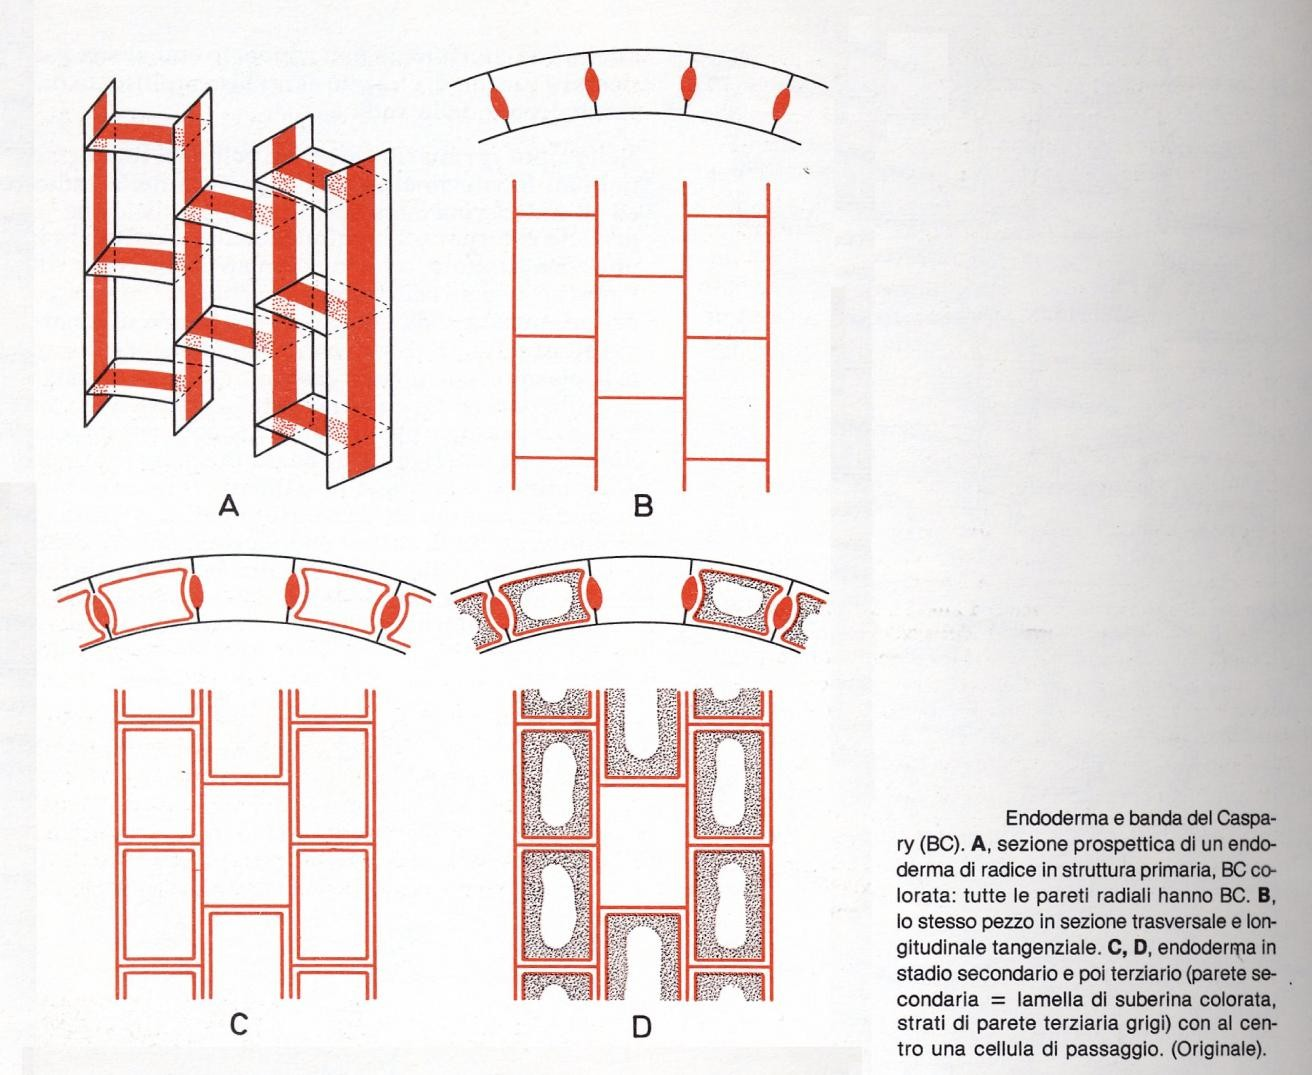 A
B
C
D
Endoderma e banda del Caspa-
ry (BC). A, sezione prospettica di un endo-
derma di radice in struttura primaria, BC co-
lorata: tutte le pareti radiali hanno BC. B,
lo stesso pezzo in sezione trasversale e lon-
gitudinale tangenziale. C, D, endoderma in
stadio secondario e poi terziario (parete se-
condaria = lamella di suberina colorata,
strati di parete terziaria grigi) con al cen-
tro una cellula di passaggio. (Originale).